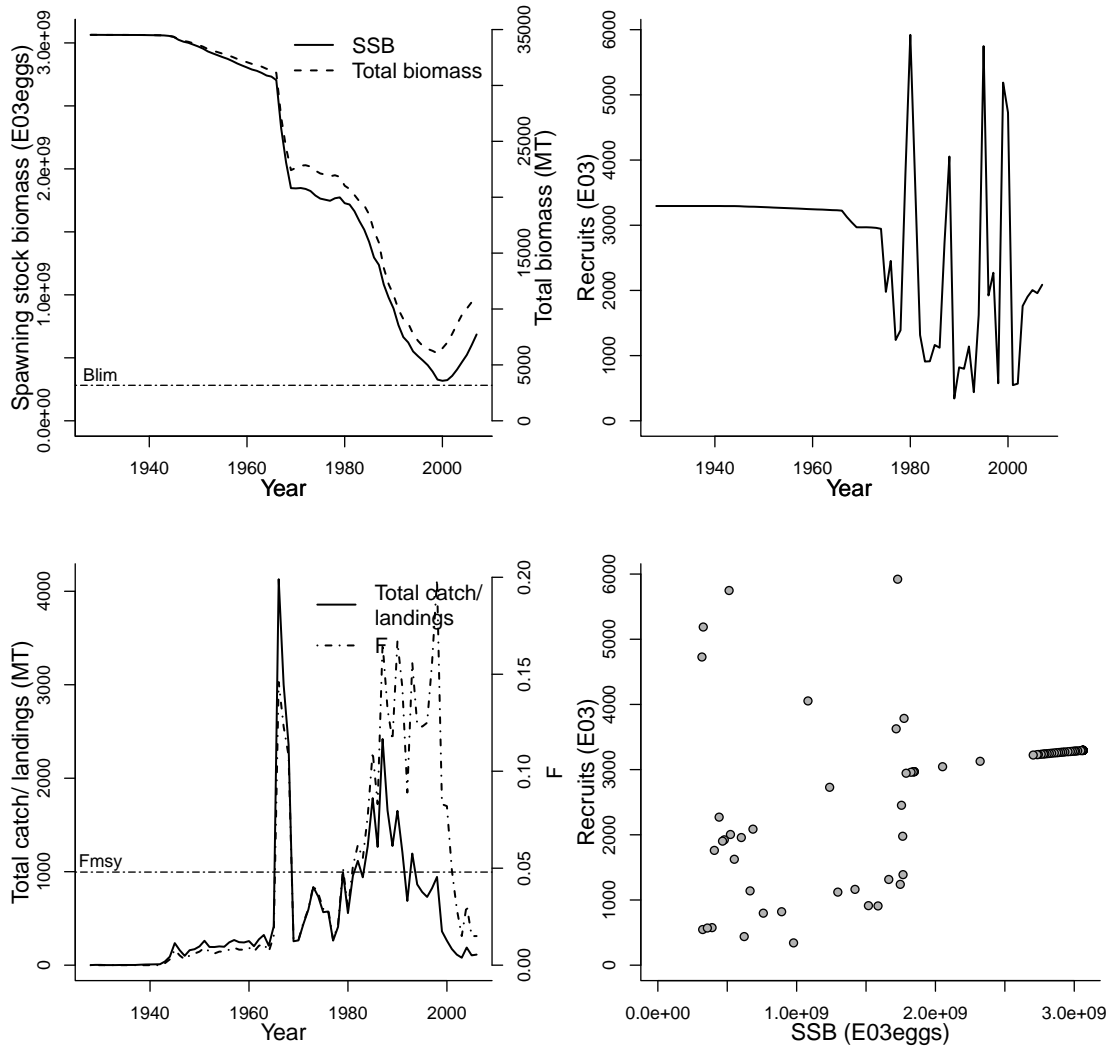 Spawning stock biomass (E03eggs)
0.0e+00
1.0e+09
2.0e+09
3.0e+09
SSB
Total biomass
Blim
Total biomass (MT)
0
5000
15000
25000
35000
1940
1960
1980
2000
Year
Recruits (E03)
0
1000
2000
3000
4000
5000
6000
1940
1960
1980
2000
Year
Total catch/ landings (MT)
0
1000
2000
3000
4000
Total catch/
landings
F
Fmsy
F
0.00
0.05
0.10
0.15
0.20
1940
1960
1980
2000
Year
Recruits (E03)
0
1000
2000
3000
4000
5000
6000
0.0e+00
1.0e+09
2.0e+09
3.0e+09
SSB (E03eggs)